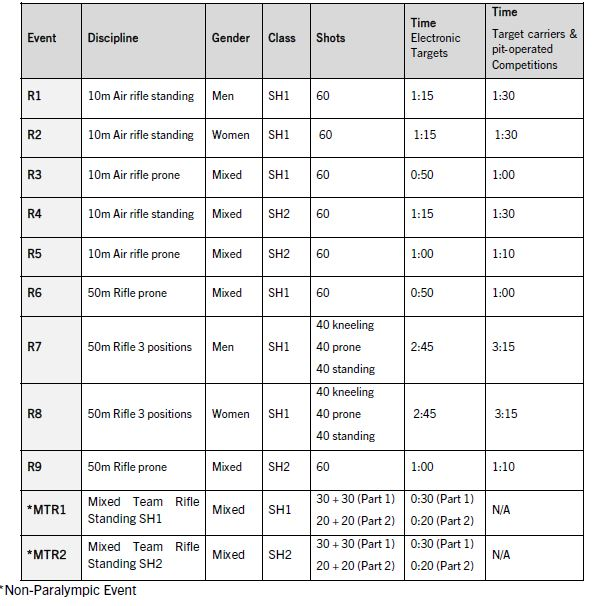 Event Discipline Gender Class Shots Time Electronic Targets Time Target carriers & pit-operated Competitions
R1 10m Air rifle standing Men SH1 60 1:15 1:30
R2 10m Air rifle standing Women SH1 60 1:15 1:30
R3 10m Air rifle prone Mixed SH1 60 0:50 1:00
R4 10m Air rifle standing Mixed SH2 60 1:15 1:30
R5 10m Air rifle prone Mixed SH2 60 1:00 1:10
R6 50m Rifle prone Mixed SH1 60 0:50 1:00
R7 50m Rifle 3 positions Men SH1 40 kneeling 40 prone 40 standing 2:45 3:15
R8 50m Rifle 3 positions Women SH1 40 kneeling 40 prone 40 standing 2:45 3:15
R9 50m Rifle prone Mixed SH2 60 1:00 1:10
*MTR1 Mixed Team Rifle Standing SH1 Mixed SH1 30 + 30 (Part 1) 20 + 20 (Part 2) 0:30 (Part 1) 0:20 (Part 2) N/A
*MTR2 Mixed Team Rifle Standing SH2 Mixed SH2 30 + 30 (Part 1) 20 + 20 (Part 2) 0:30 (Part 1) 0:20 (Part 2) N/A
*Non-Paralympic Event